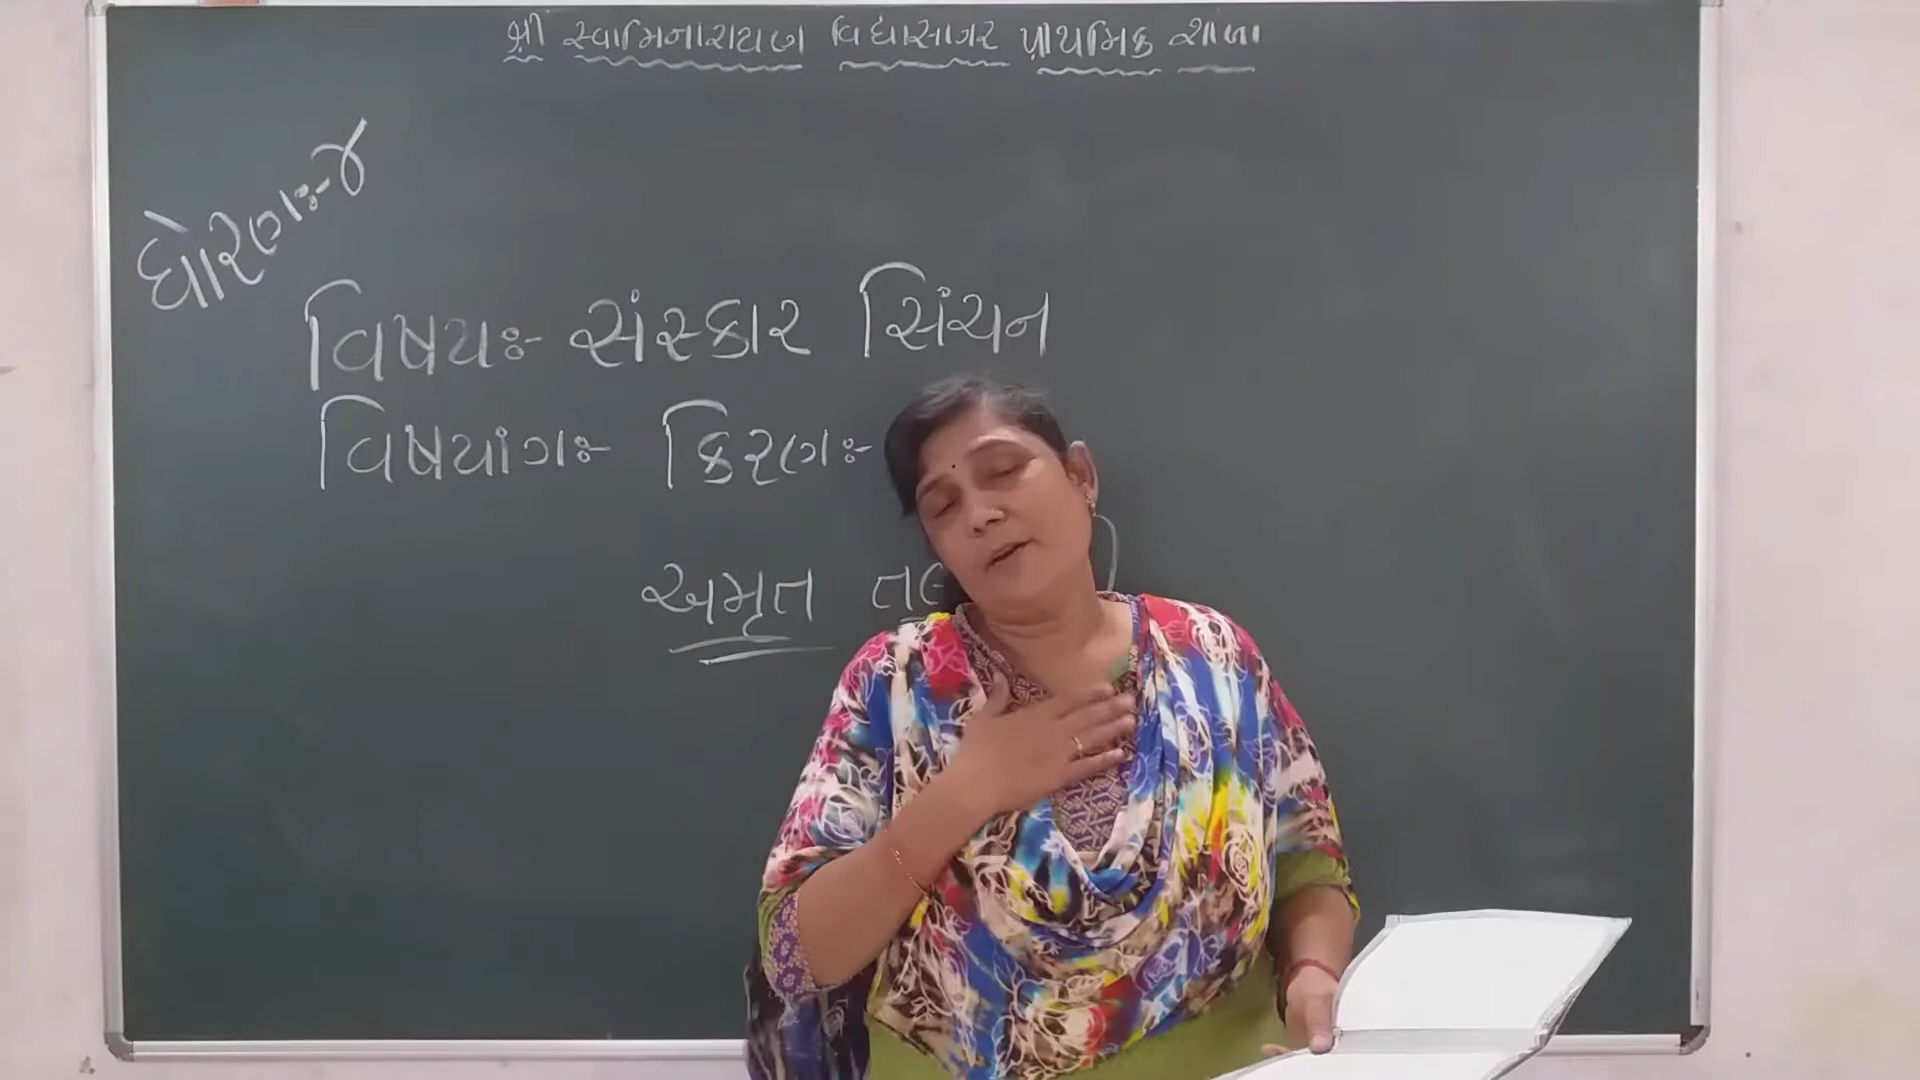 શ્રી સ્વામિનારાયણ વિદ્યાસાગર પ્રાથમિક શાળા
ધોરણઃ-૪
વિષયઃ- સંસ્કાર સિંચન
વિષયાંગઃ- કિરણઃ-
અમૃત